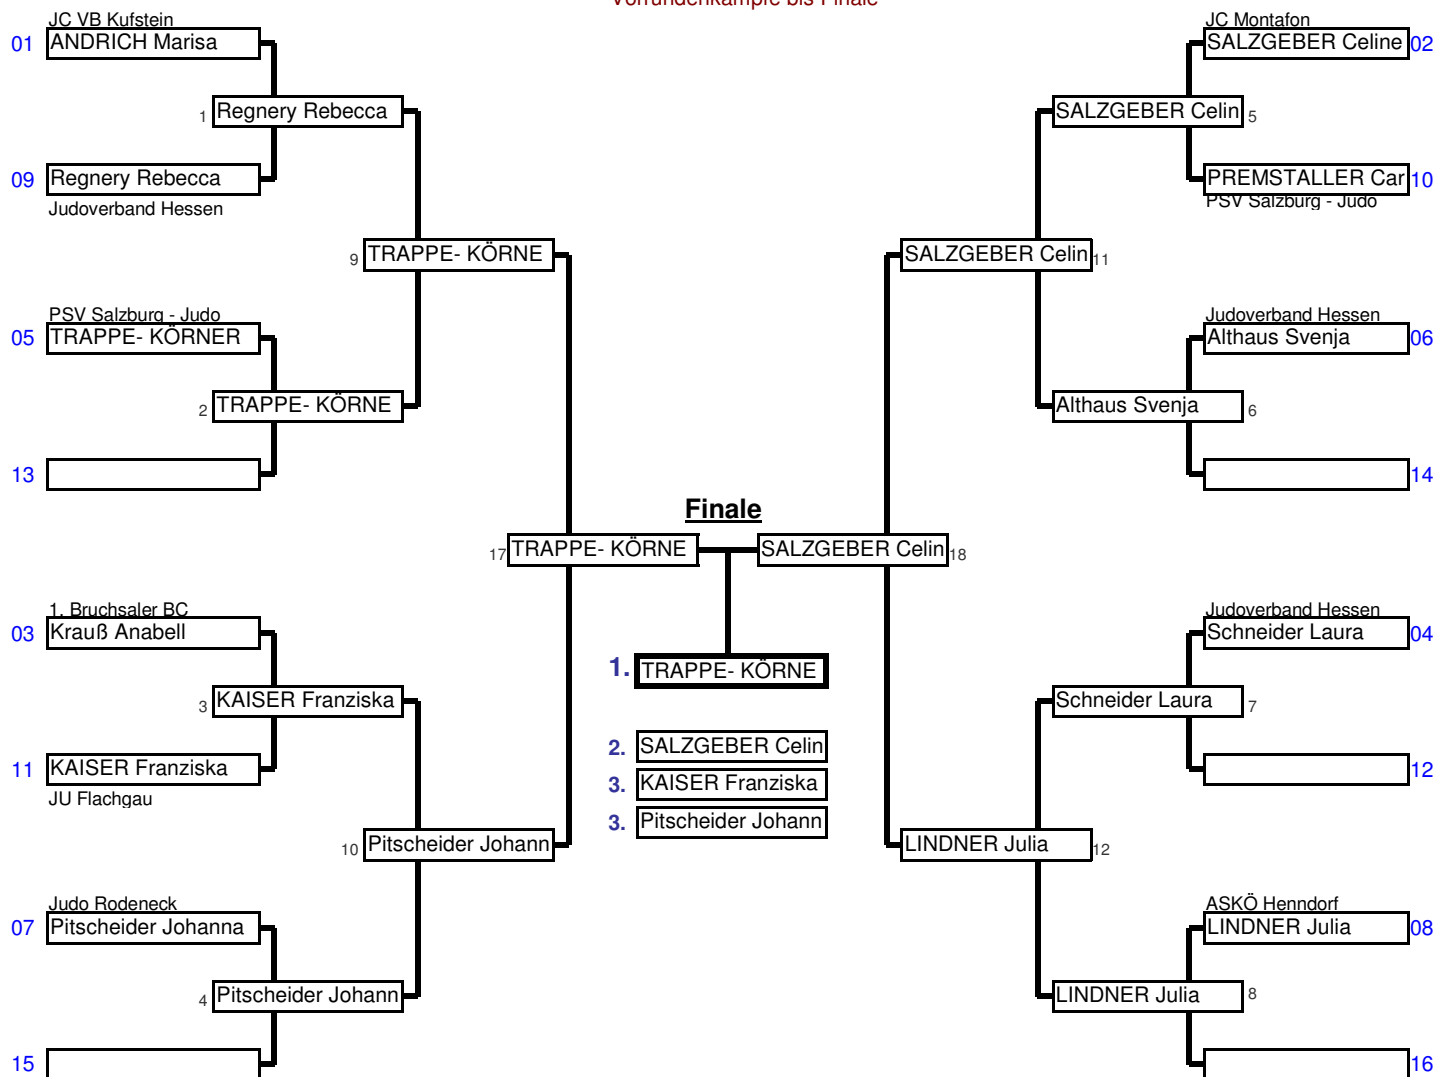 Vorrundenkämpfe bis Finale
JC VB Kufstein
01 ANDRICH Marisa
JC Montafon
SALZGEBER Celine 02
1 Regnery Rebecca
SALZGEBER Celin 5
09 Regnery Rebecca
Judoverband Hessen
PREMSTALLER Car 10
PSV Salzburg - Judo
9 TRAPPE- KÖRNE
SALZGEBER Celin 11
PSV Salzburg - Judo
05 TRAPPE- KÖRNER
Judoverband Hessen
Althaus Svenja 06
2 TRAPPE- KÖRNE
Althaus Svenja 6
13
14
Finale
17 TRAPPE- KÖRNE
SALZGEBER Celin 18
1. Bruchsaler BC
03 Krauß Anabell
Judoverband Hessen
Schneider Laura 04
1. TRAPPE- KÖRNE
3 KAISER Franziska
Schneider Laura 7
2. SALZGEBER Celin
11 KAISER Franziska
JU Flachgau
12
3. KAISER Franziska
3. Pitscheider Johann
10 Pitscheider Johann
LINDNER Julia 12
Judo Rodeneck
07 Pitscheider Johanna
ASKÖ Henndorf
LINDNER Julia 08
4 Pitscheider Johann
LINDNER Julia 8
15
16